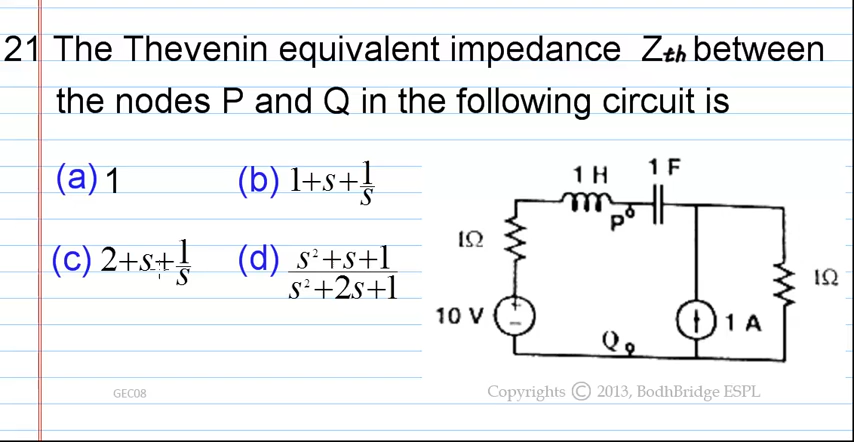 21 The Thevenin equivalent impedance Zth between
the nodes P and Q in the following circuit is
(a) 1
(b) 1+s+1/s
(c) 2+s+1/s
(d) s²+s+1/s²+2s+1
1 H
1 F
P
1Ω
1Ω
10 V
+
−
1 A
Q
GEC08
Copyrights © 2013, BodhBridge ESPL